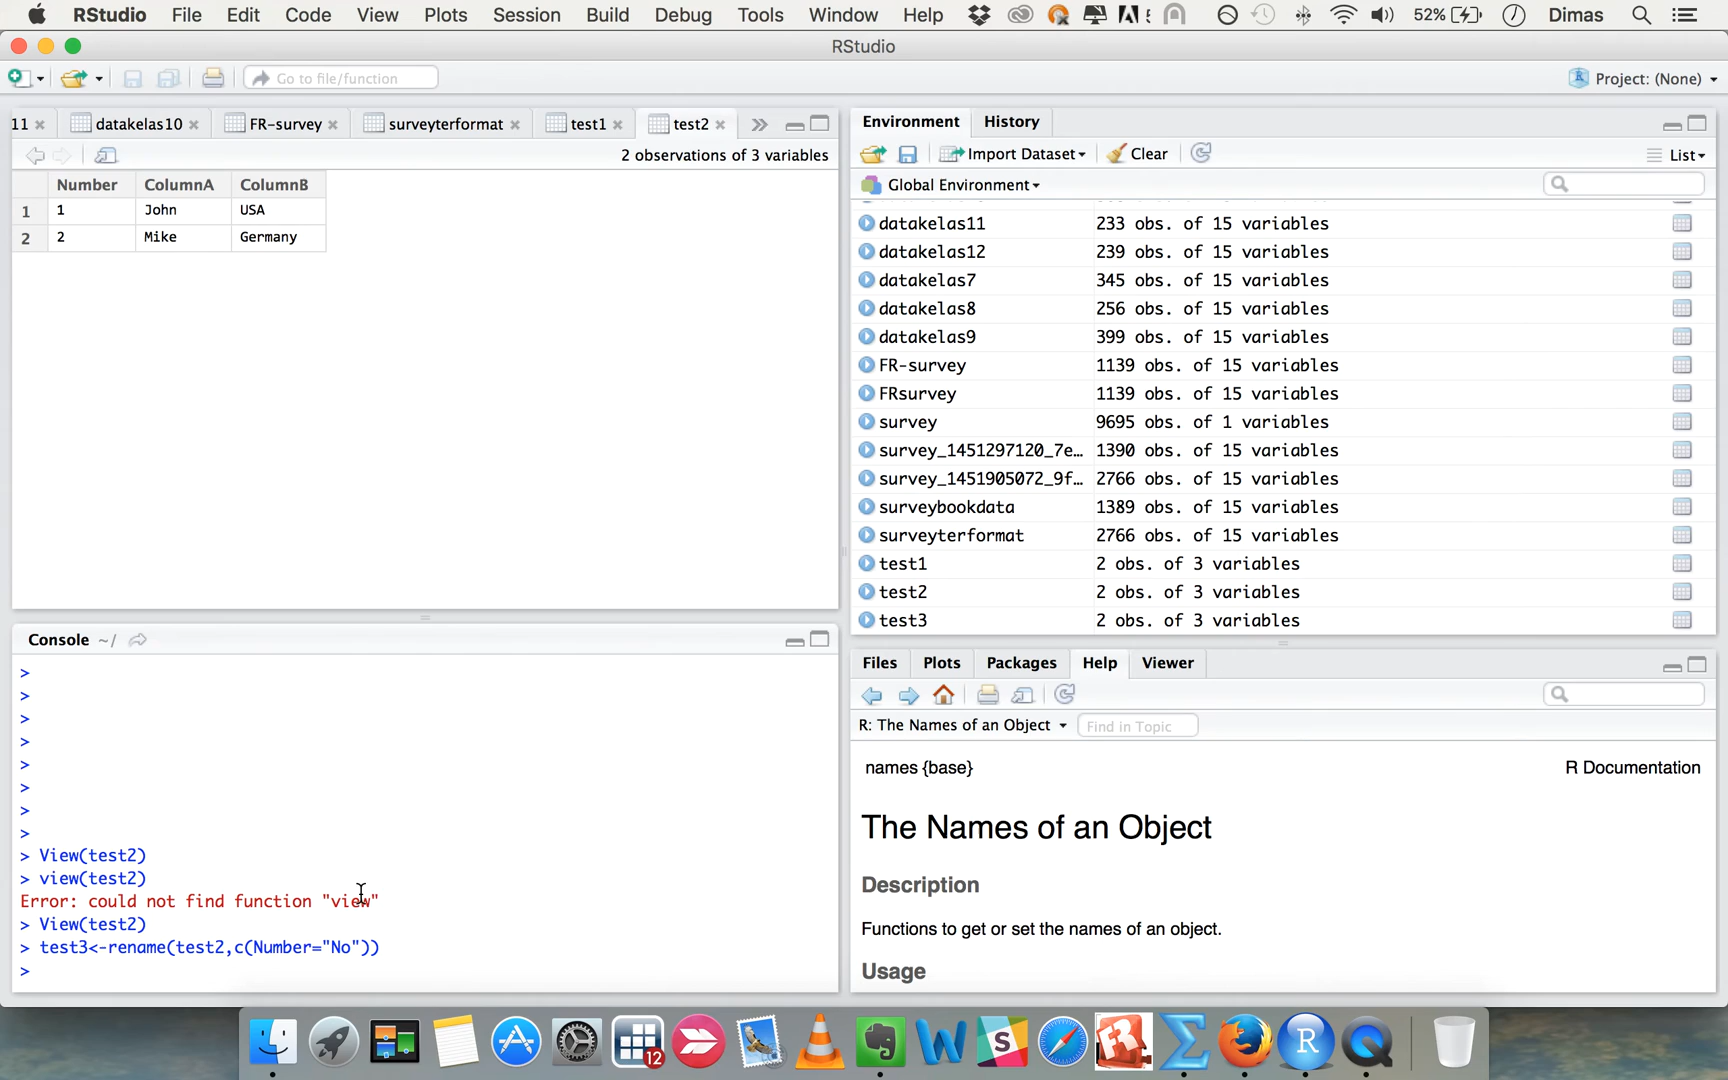 RStudio File Edit Code View Plots Session Build Debug Tools Window Help 52% Dimas
RStudio
Go to file/function Project: (None)
11 datakelas10 FR-survey surveyterformat test1 test2
2 observations of 3 variables
Number ColumnA ColumnB
1 1 John USA
2 2 Mike Germany
Console ~/
>
>
>
>
>
>
>
>
> View(test2)
> view(test2)
Error: could not find function "view"
> View(test2)
> test3<-rename(test2,c(Number="No"))
>
Environment History
Import Dataset Clear List
Global Environment
datakelas11 233 obs. of 15 variables
datakelas12 239 obs. of 15 variables
datakelas7 345 obs. of 15 variables
datakelas8 256 obs. of 15 variables
datakelas9 399 obs. of 15 variables
FR-survey 1139 obs. of 15 variables
FRsurvey 1139 obs. of 15 variables
survey 9695 obs. of 1 variables
survey_1451297120_7e… 1390 obs. of 15 variables
survey_1451905072_9f… 2766 obs. of 15 variables
surveybookdata 1389 obs. of 15 variables
surveyterformat 2766 obs. of 15 variables
test1 2 obs. of 3 variables
test2 2 obs. of 3 variables
test3 2 obs. of 3 variables
Files Plots Packages Help Viewer
R: The Names of an Object Find in Topic
names {base} R Documentation
The Names of an Object
Description
Functions to get or set the names of an object.
Usage
12